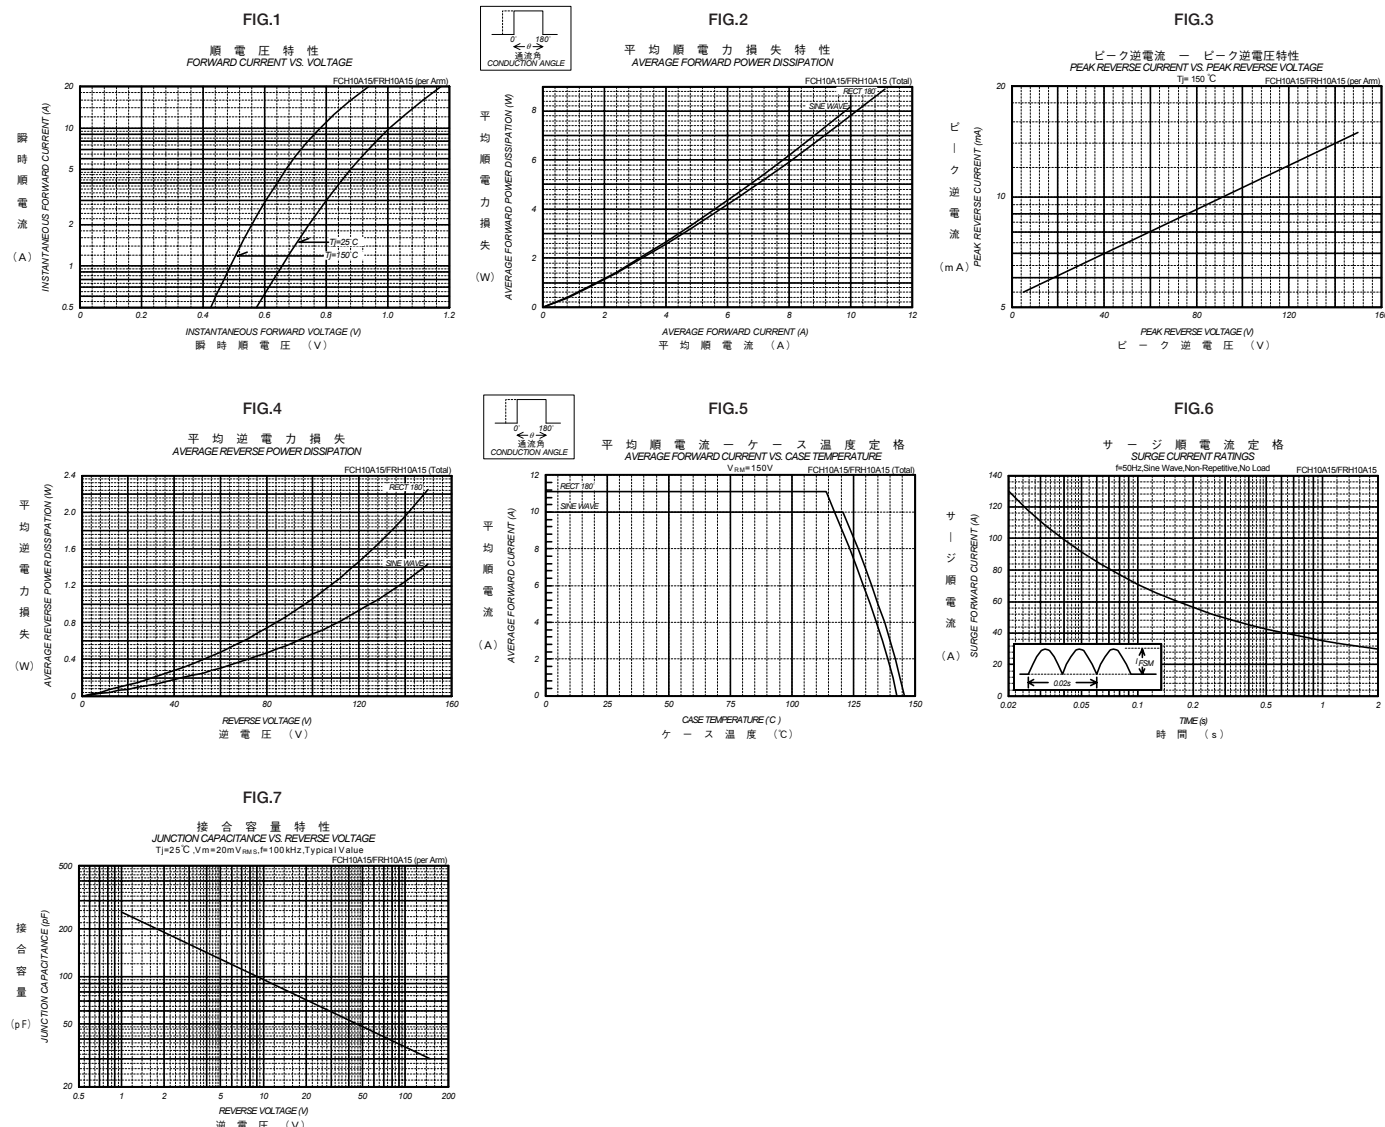 FIG.1
順電圧特性
FORWARD CURRENT VS. VOLTAGE
FCH10A15/FRH10A15 (per Arm)
瞬時順電流 (A)
INSTANTANEOUS FORWARD CURRENT (A)
20
10
5
2
1
0.5
Tj=25°C
Tj=150°C
0 0.2 0.4 0.6 0.8 1.0 1.2
INSTANTANEOUS FORWARD VOLTAGE (V)
瞬時順電圧 (V)
0° 180°
θ
通流角
CONDUCTION ANGLE
FIG.2
平均順電力損失特性
AVERAGE FORWARD POWER DISSIPATION
FCH10A15/FRH10A15 (Total)
平均順電力損失 (W)
AVERAGE FORWARD POWER DISSIPATION (W)
RECT 180°
SINE WAVE
8
6
4
2
0
0 2 4 6 8 10 12
AVERAGE FORWARD CURRENT (A)
平均順電流 (A)
FIG.3
ピーク逆電流 ー ピーク逆電圧特性
PEAK REVERSE CURRENT VS. PEAK REVERSE VOLTAGE
Tj= 150 ℃
FCH10A15/FRH10A15 (per Arm)
ピーク逆電流 (mA)
PEAK REVERSE CURRENT (mA)
20
10
5
0 40 80 120 160
PEAK REVERSE VOLTAGE (V)
ピーク逆電圧 (V)
FIG.4
平均逆電力損失
AVERAGE REVERSE POWER DISSIPATION
FCH10A15/FRH10A15 (Total)
平均逆電力損失 (W)
AVERAGE REVERSE POWER DISSIPATION (W)
RECT 180°
SINE WAVE
2.4
2.0
1.6
1.2
0.8
0.4
0
0 40 80 120 160
REVERSE VOLTAGE (V)
逆電圧 (V)
0° 180°
θ
通流角
CONDUCTION ANGLE
FIG.5
平均順電流ーケース温度定格
AVERAGE FORWARD CURRENT VS. CASE TEMPERATURE
VRM=150V
FCH10A15/FRH10A15 (Total)
平均順電流 (A)
AVERAGE FORWARD CURRENT (A)
RECT 180°
SINE WAVE
12
10
8
6
4
2
0
0 25 50 75 100 125 150
CASE TEMPERATURE (°C)
ケース温度 (℃)
FIG.6
サージ順電流定格
SURGE CURRENT RATINGS
f=50Hz,Sine Wave,Non-Repetitive,No Load
FCH10A15/FRH10A15
サージ順電流 (A)
SURGE FORWARD CURRENT (A)
140
120
100
80
60
40
20
0
IFSM
0.02s
0.02 0.05 0.1 0.2 0.5 1 2
TIME (s)
時間 (s)
FIG.7
接合容量特性
JUNCTION CAPACITANCE VS. REVERSE VOLTAGE
Tj=25℃,Vm=20mVRMS,f=100kHz,Typical Value
FCH10A15/FRH10A15 (per Arm)
接合容量 (pF)
JUNCTION CAPACITANCE (pF)
500
200
100
50
20
0.5 1 2 5 10 20 50 100 200
REVERSE VOLTAGE (V)
逆電圧 (V)